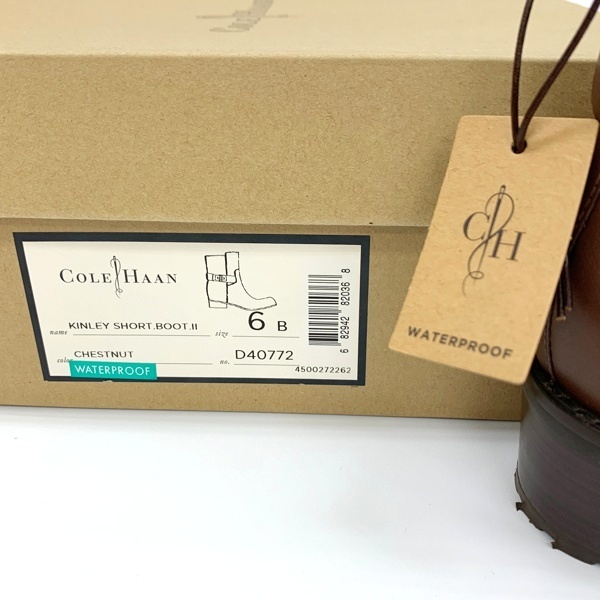 COLE HAAN
name KINLEY SHORT.BOOT.II size 6 B
color CHESTNUT no. D40772
WATERPROOF
4500272262
6 82942 82036 8
C H
WATERPROOF